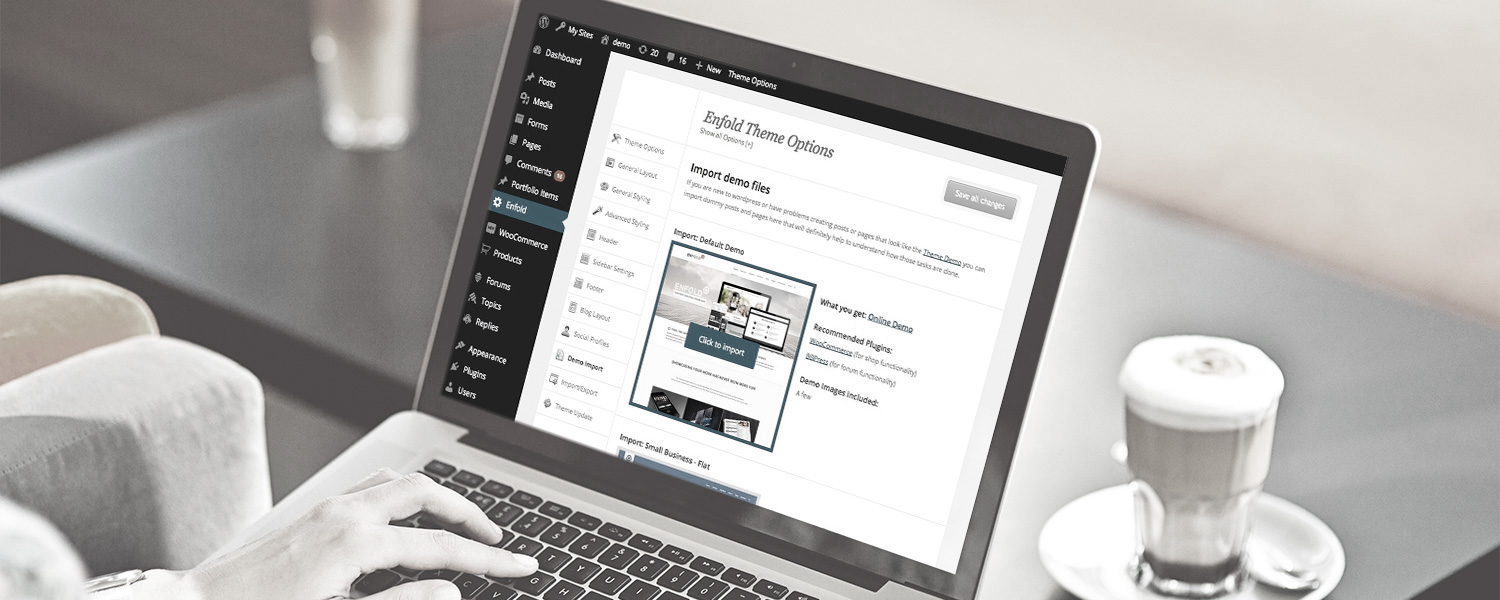 My Sites
demo
20
16
New
Theme Options
Dashboard
Posts
Media
Forms
Pages
Comments 16
Portfolio Items
Enfold
WooCommerce
Products
Forums
Topics
Replies
Appearance
Plugins
Users
Theme Options
General Layout
General Styling
Advanced Styling
Header
Sidebar Settings
Footer
Blog Layout
Social Profiles
Demo Import
Import/Export
Theme Update
Enfold Theme Options
Show all Options [+]
Save all changes
Import demo files
If you are new to wordpress or have problems creating posts or pages that look like the Theme Demo you can
import dummy posts and pages here that will definitely help to understand how those tasks are done.
Import: Default Demo
ENFOLD
Click to import
What you get: Online Demo
Recommended Plugins:
WooCommerce (for shop functionality)
BBPress (for forum functionality)
Demo Images Included:
A few
Import: Small Business - Flat